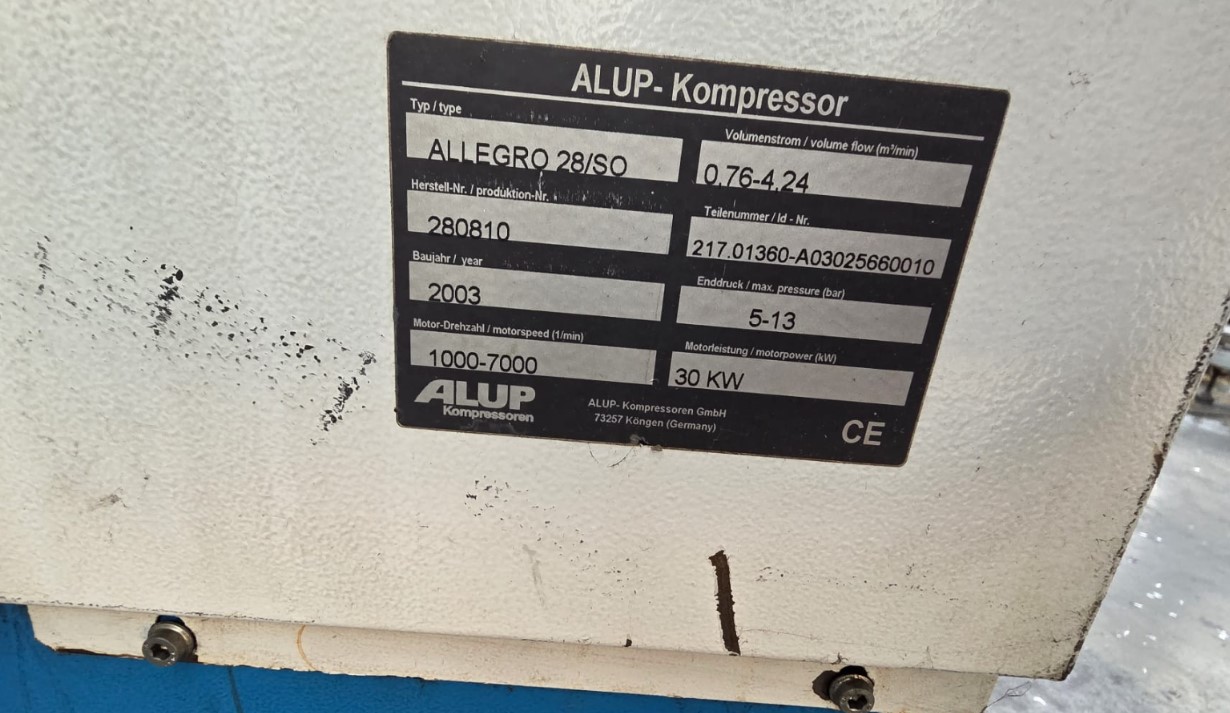 ALUP- Kompressor
Typ / type
ALLEGRO 28/SO
Volumenstrom / volume flow (m³/min)
0,76-4,24
Herstell-Nr. / produktion-Nr.
280810
Teilenummer / Id - Nr.
217.01360-A03025660010
Baujahr / year
2003
Enddruck / max. pressure (bar)
5-13
Motor-Drehzahl / motorspeed (1/min)
1000-7000
Motorleistung / motorpower (kW)
30 KW
ALUP
Kompressoren
ALUP- Kompressoren GmbH
73257 Köngen (Germany)
CE